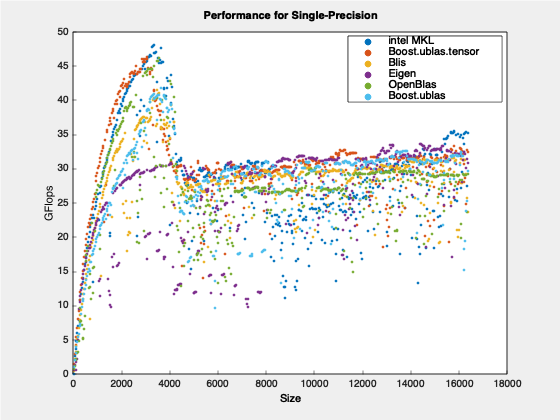 Performance for Single-Precision
50
45
40
35
30
25
20
15
10
5
0
GFlops
intel MKL
Boost.ublas.tensor
Blis
Eigen
OpenBlas
Boost.ublas
0 2000 4000 6000 8000 10000 12000 14000 16000 18000
Size